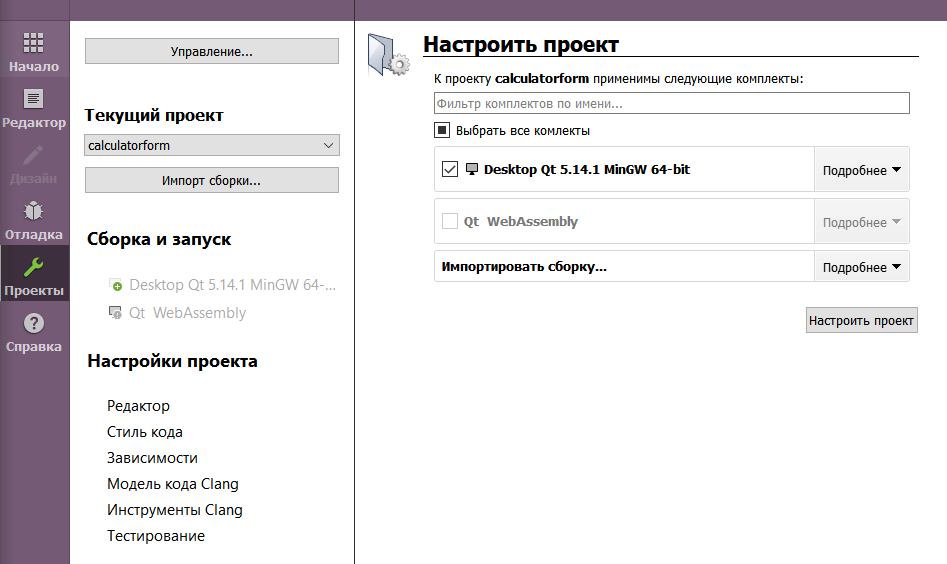 Начало
Редактор
Дизайн
Отладка
Проекты
Справка
Управление...
Текущий проект
calculatorform
Импорт сборки...
Сборка и запуск
Desktop Qt 5.14.1 MinGW 64-...
Qt WebAssembly
Настройки проекта
Редактор
Стиль кода
Зависимости
Модель кода Clang
Инструменты Clang
Тестирование
Настроить проект
К проекту calculatorform применимы следующие комплекты:
Фильтр комплектов по имени...
Выбрать все комлекты
Desktop Qt 5.14.1 MinGW 64-bit
Подробнее
Qt WebAssembly
Подробнее
Импортировать сборку...
Подробнее
Настроить проект